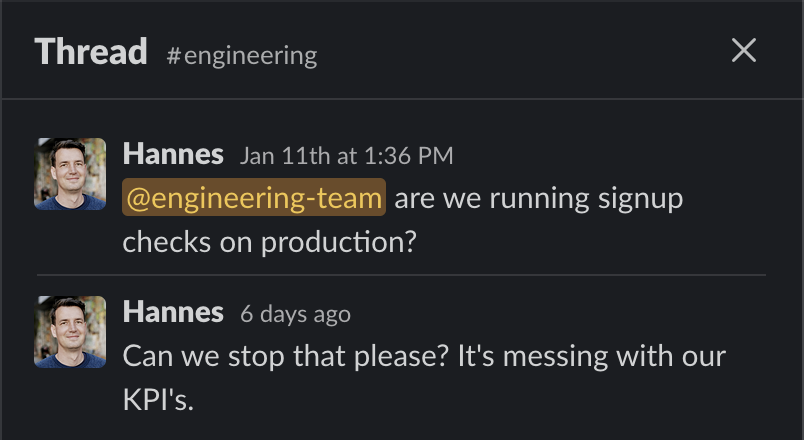 Thread #engineering
Hannes Jan 11th at 1:36 PM
@engineering-team are we running signup
checks on production?
Hannes 6 days ago
Can we stop that please? It's messing with our
KPI's.